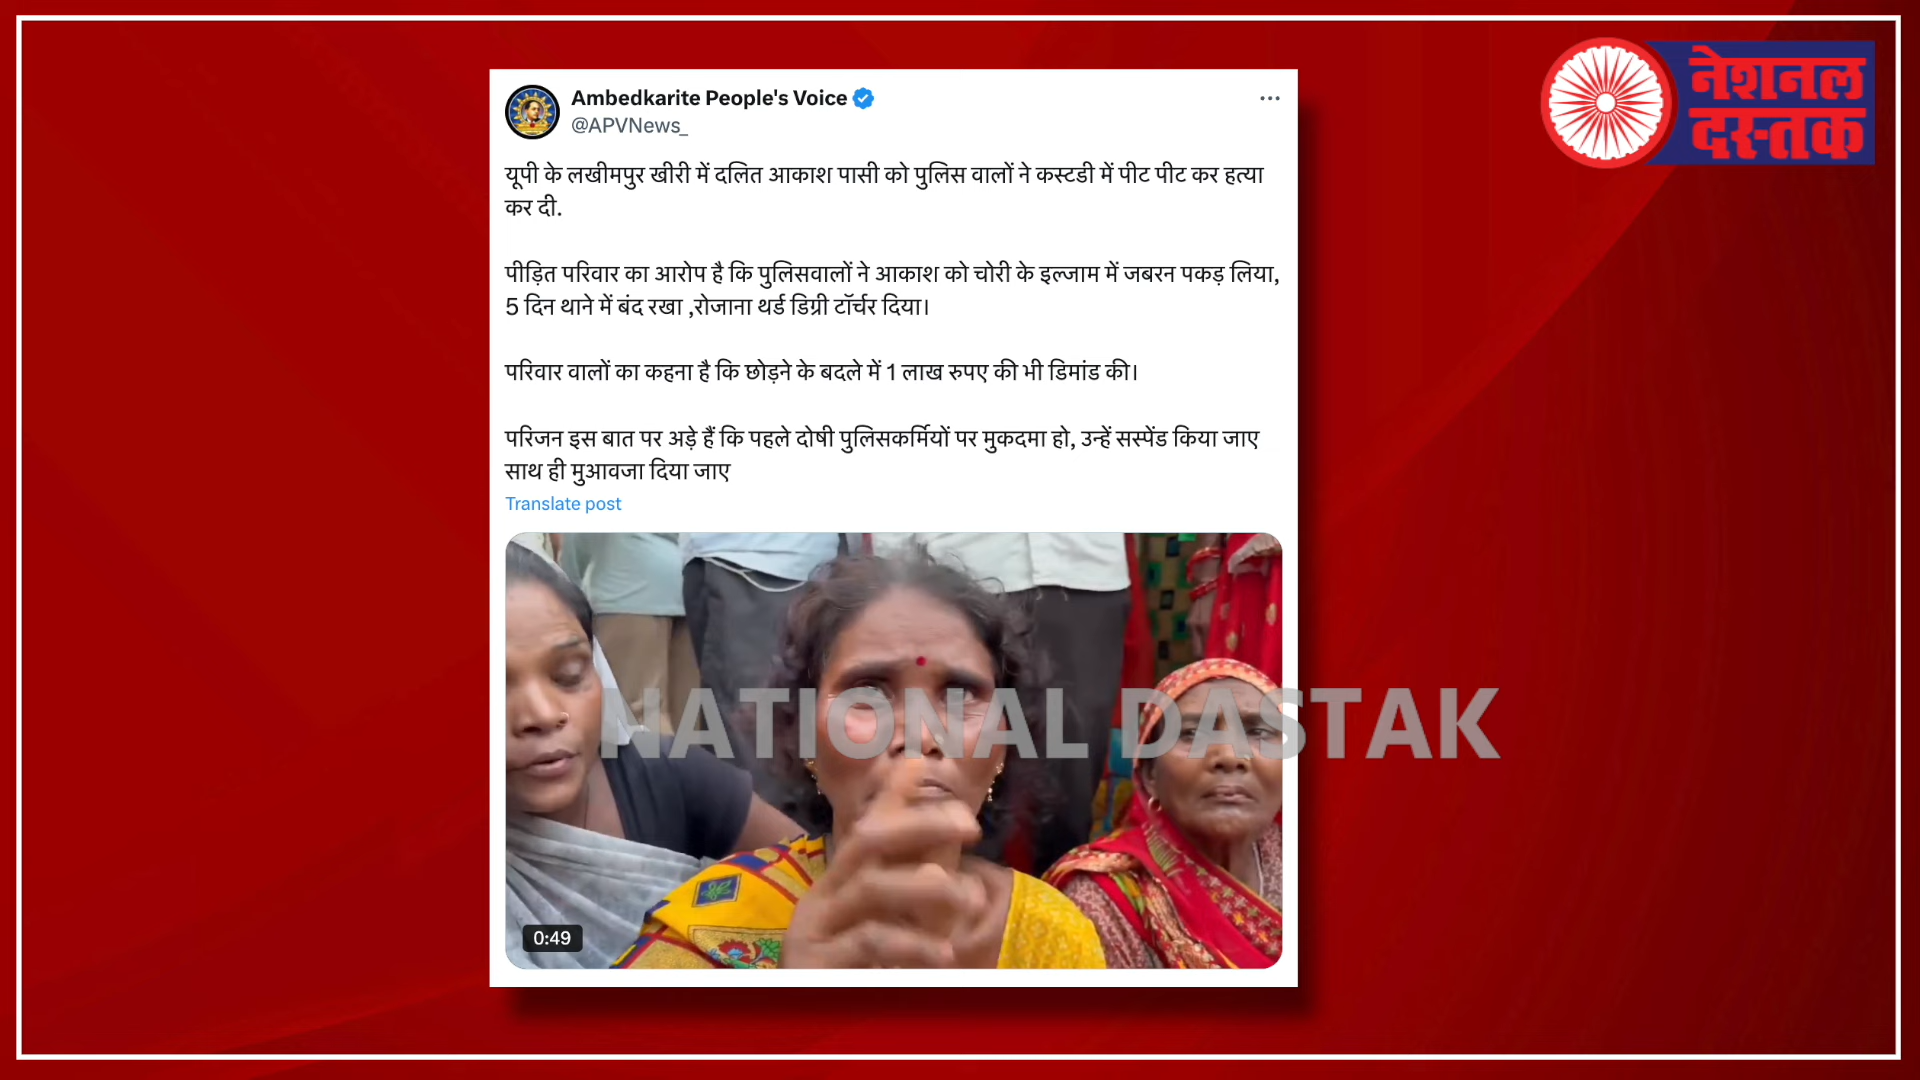 Ambedkarite People's Voice
@APVNews_
नेशनल
दस्तक
यूपी के लखीमपुर खीरी में दलित आकाश पासी को पुलिस वालों ने कस्टडी में पीट पीट कर हत्या
कर दी.
पीड़ित परिवार का आरोप है कि पुलिसवालों ने आकाश को चोरी के इल्जाम में जबरन पकड़ लिया,
5 दिन थाने में बंद रखा ,रोजाना थर्ड डिग्री टॉर्चर दिया।
परिवार वालों का कहना है कि छोड़ने के बदले में 1 लाख रुपए की भी डिमांड की।
परिजन इस बात पर अड़े हैं कि पहले दोषी पुलिसकर्मियों पर मुकदमा हो, उन्हें सस्पेंड किया जाए
साथ ही मुआवजा दिया जाए
Translate post
NATIONAL DASTAK
0:49